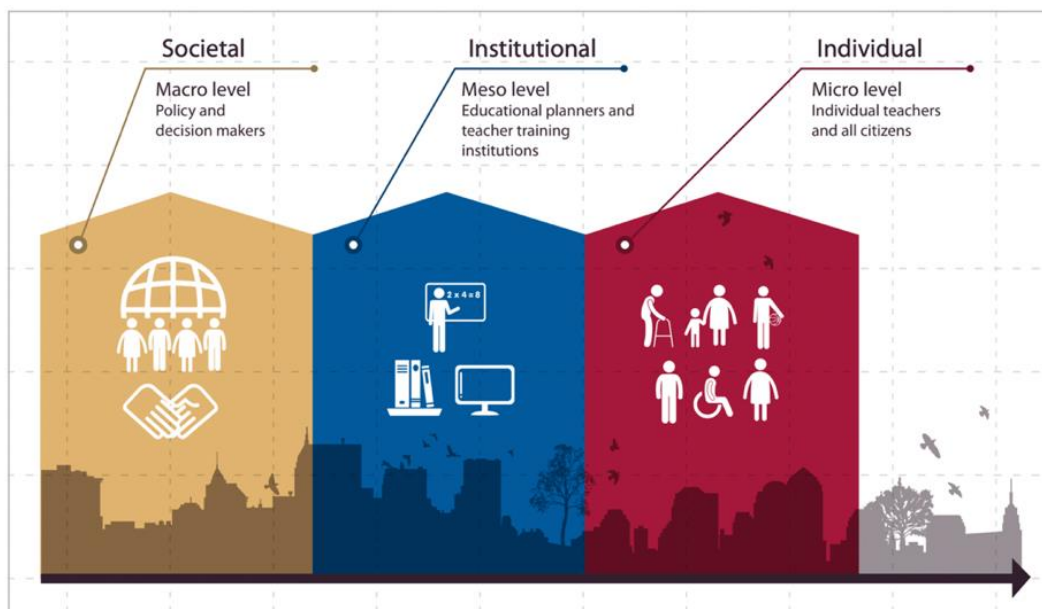 Societal
Macro level
Policy and
decision makers
Institutional
Meso level
Educational planners and
teacher training
institutions
Individual
Micro level
Individual teachers
and all citizens
2 x 4=8